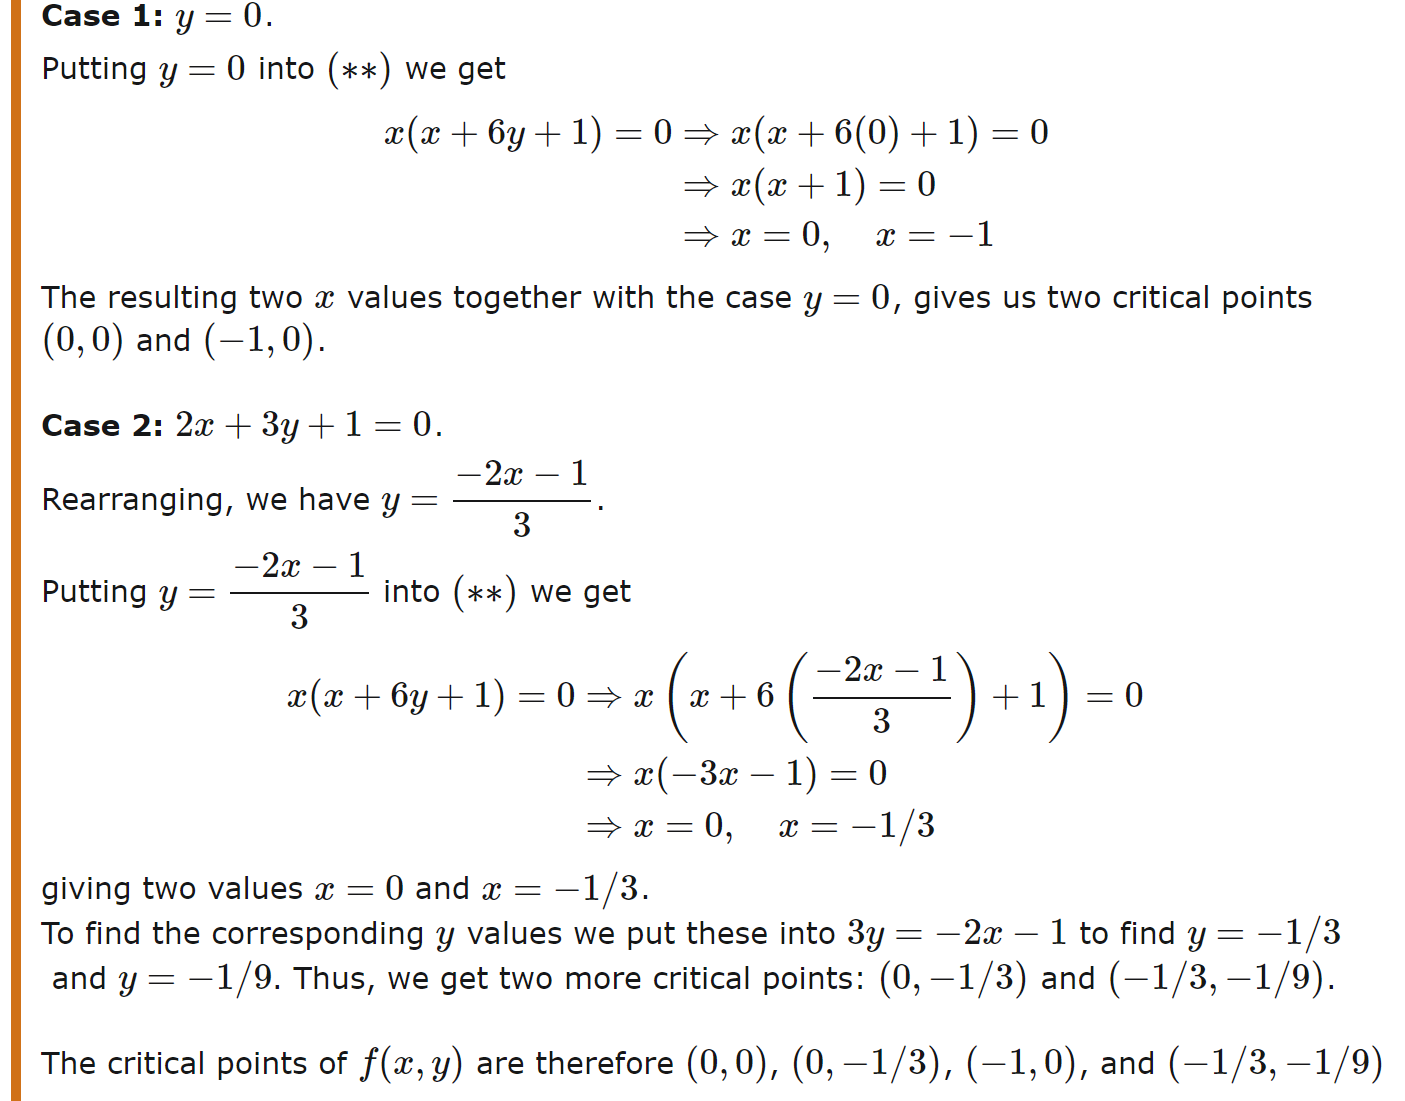 Case 1: y = 0.
Putting y = 0 into (∗∗) we get
x(x + 6y + 1) = 0 ⇒ x(x + 6(0) + 1) = 0
⇒ x(x + 1) = 0
⇒ x = 0, x = −1
The resulting two x values together with the case y = 0, gives us two critical points
(0, 0) and (−1, 0).
Case 2: 2x + 3y + 1 = 0.
Rearranging, we have y = \frac{−2x − 1}{3}.
Putting y = \frac{−2x − 1}{3} into (∗∗) we get
x(x + 6y + 1) = 0 ⇒ x(x + 6(\frac{−2x − 1}{3}) + 1) = 0
⇒ x(−3x − 1) = 0
⇒ x = 0, x = −1/3
giving two values x = 0 and x = −1/3.
To find the corresponding y values we put these into 3y = −2x − 1 to find y = −1/3
and y = −1/9. Thus, we get two more critical points: (0, −1/3) and (−1/3, −1/9).
The critical points of f(x, y) are therefore (0, 0), (0, −1/3), (−1, 0), and (−1/3, −1/9)